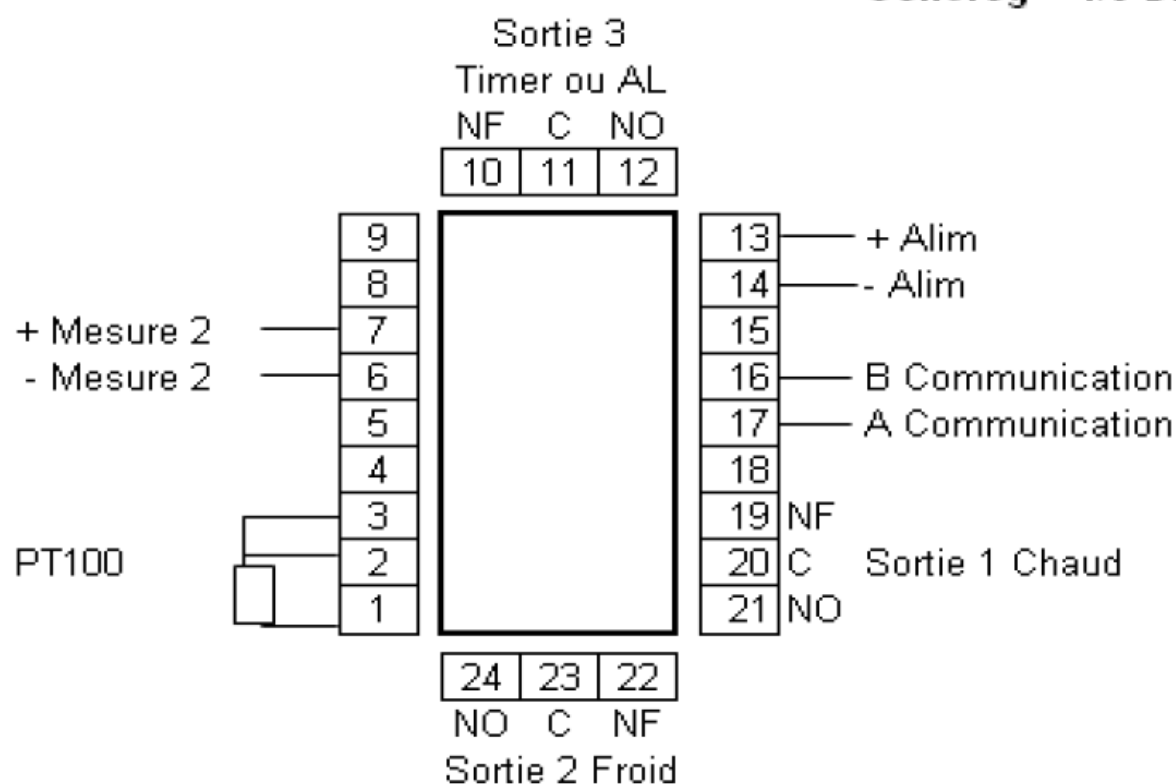 Sortie 3
Timer ou AL
NF C NO
10 11 12
9
8
+ Mesure 2 7
- Mesure 2 6
5
4
3
PT100 2
1
13 + Alim
14 - Alim
15
16 B Communication
17 A Communication
18
19 NF
20 C Sortie 1 Chaud
21 NO
24 23 22
NO C NF
Sortie 2 Froid